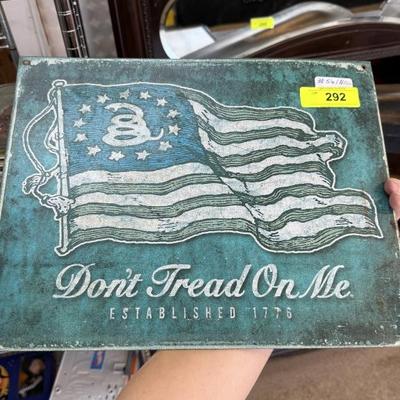 292
Don't Tread On Me
ESTABLISHED 1776